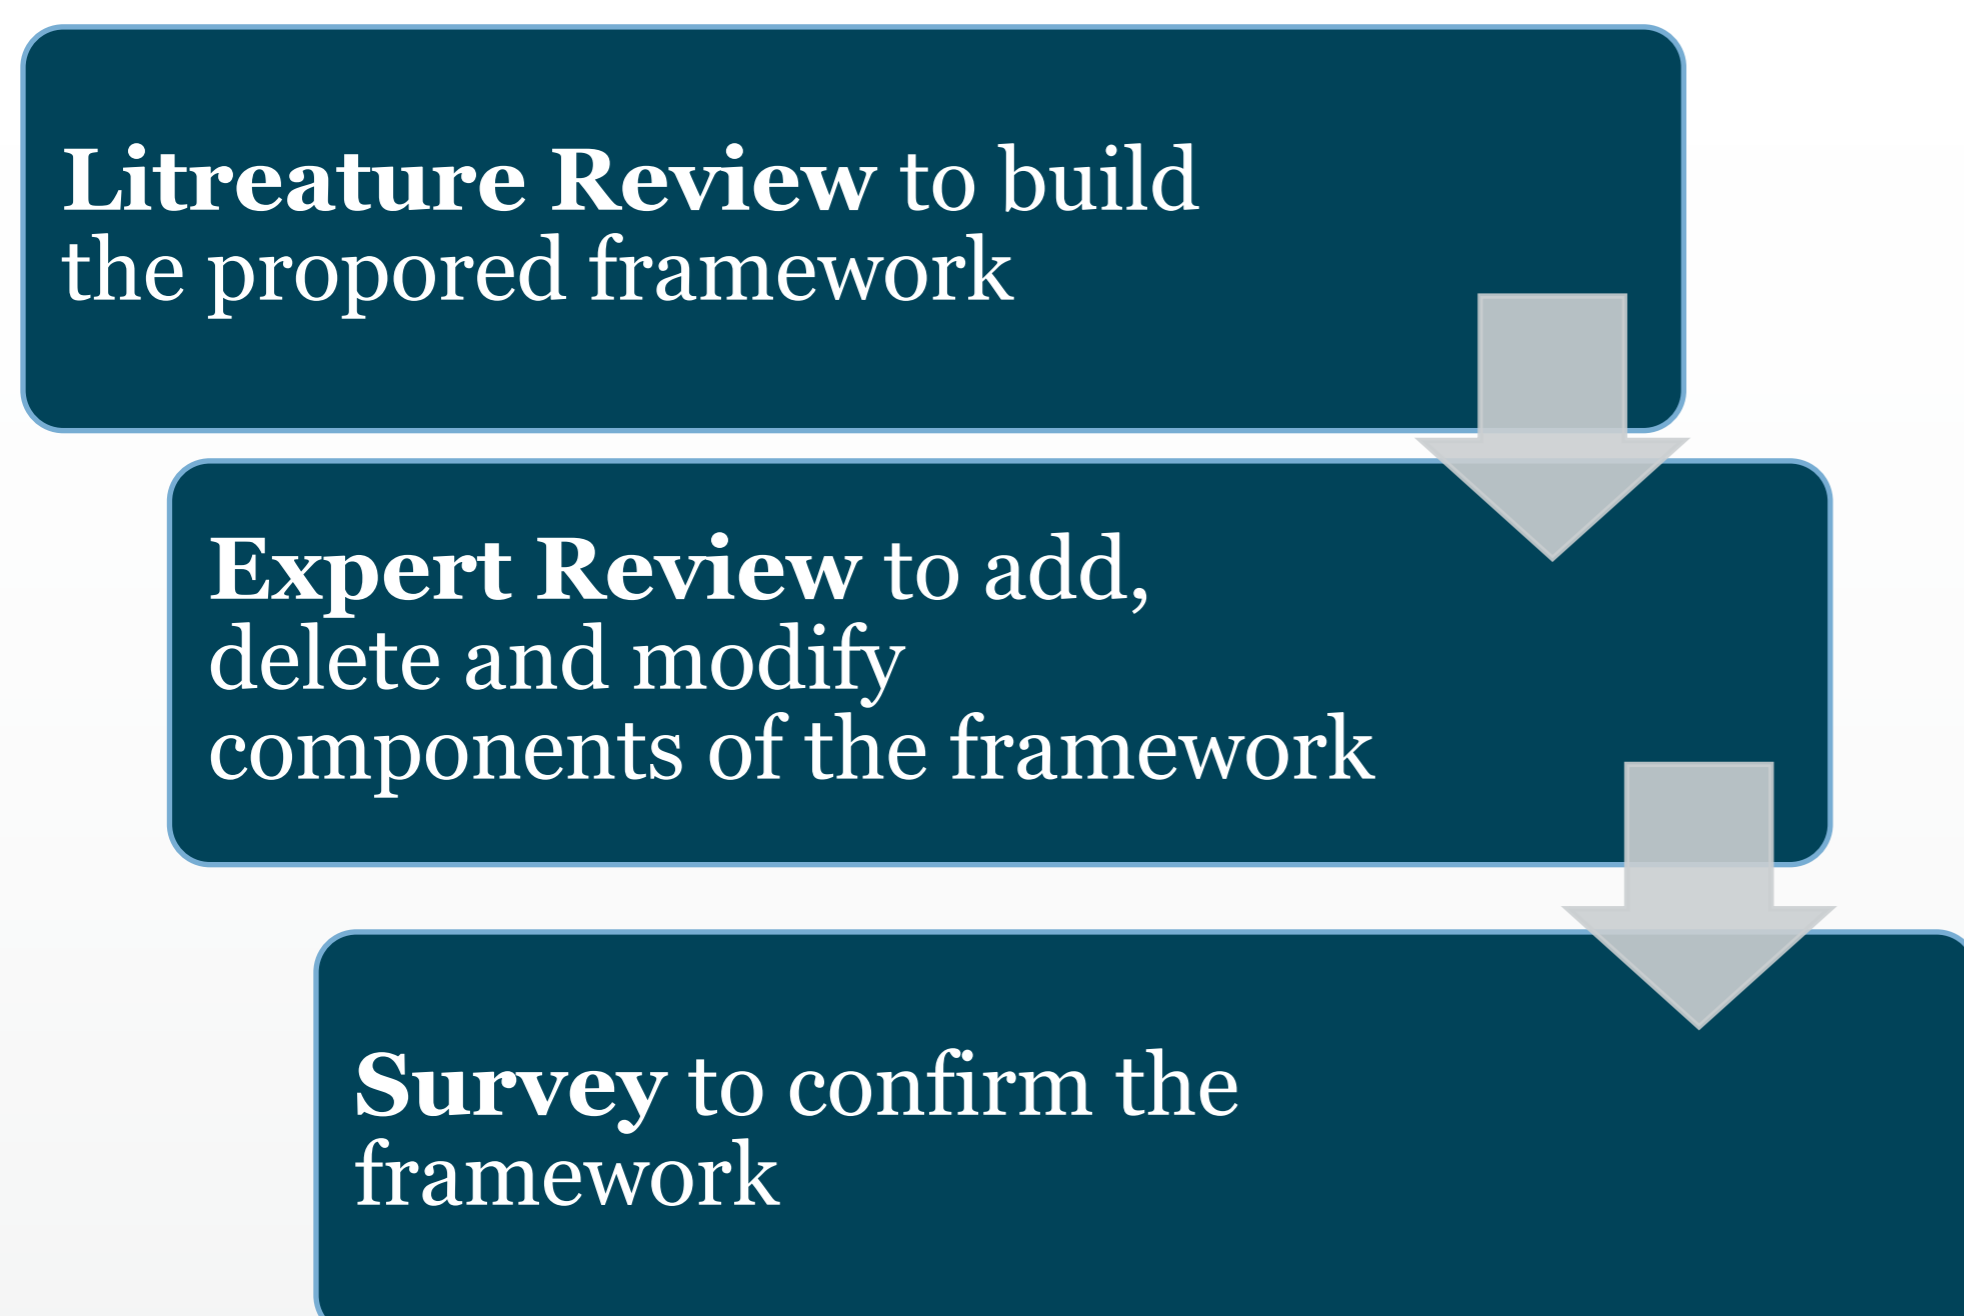 Litreature Review to build
the propored framework
Expert Review to add,
delete and modify
components of the framework
Survey to confirm the
framework